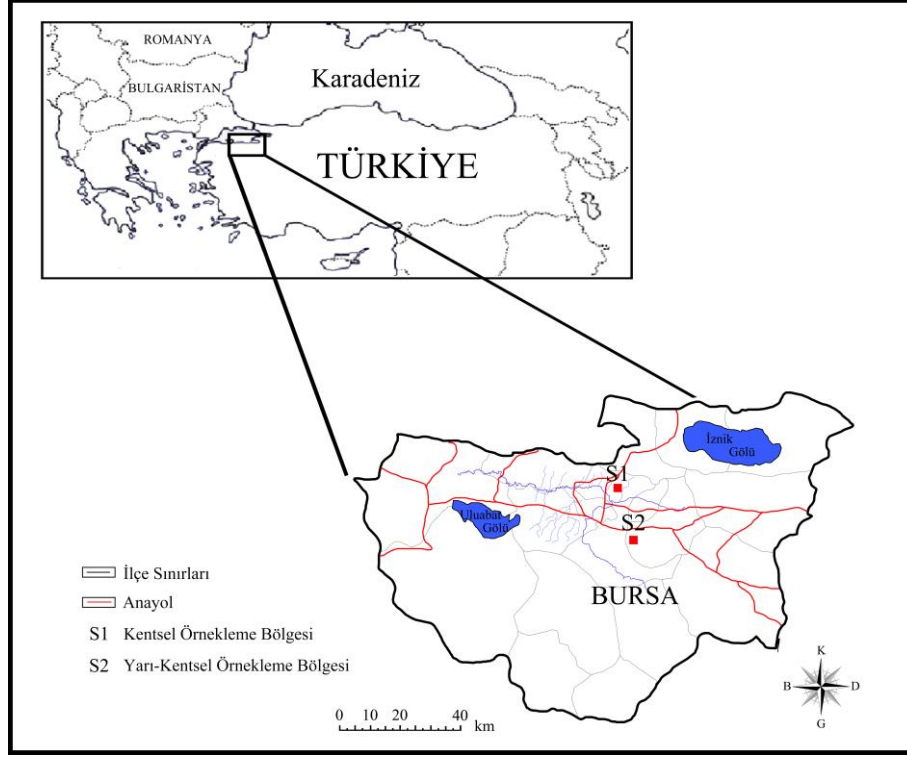 ROMANYA
BULGARİSTAN
Karadeniz
TÜRKİYE
İznik
Gölü
S1
Uluabat
Gölü
S2
BURSA
İlçe Sınırları
Anayol
S1 Kentsel Örnekleme Bölgesi
S2 Yarı-Kentsel Örnekleme Bölgesi
K
B D
G
0 10 20 40
km